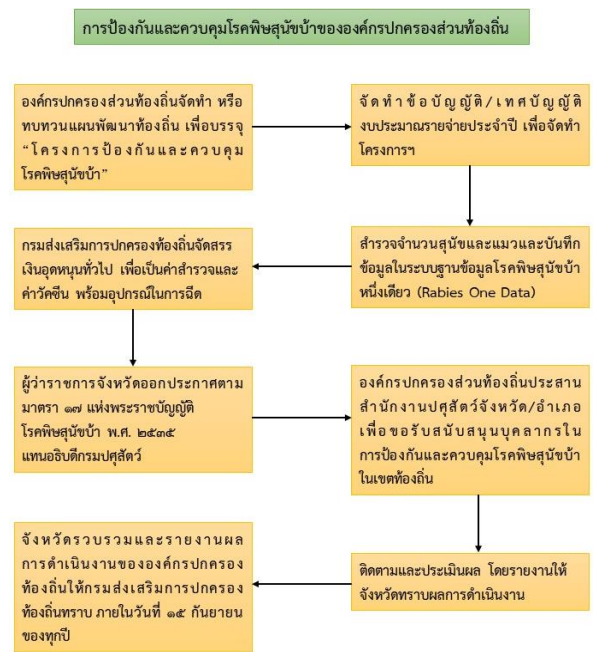 การป้องกันและควบคุมโรคพิษสุนัขบ้าขององค์กรปกครองส่วนท้องถิ่น
องค์กรปกครองส่วนท้องถิ่นจัดทำ หรือ
ทบทวนแผนพัฒนาท้องถิ่น เพื่อบรรจุ
“โครงการป้องกันและควบคุม
โรคพิษสุนัขบ้า”
จัดทำข้อบัญญัติ/เทศบัญญัติ
งบประมาณรายจ่ายประจำปี เพื่อจัดทำ
โครงการฯ
สำรวจจำนวนสุนัขและแมวและบันทึก
ข้อมูลในระบบฐานข้อมูลโรคพิษสุนัขบ้า
หนึ่งเดียว (Rabies One Data)
กรมส่งเสริมการปกครองท้องถิ่นจัดสรร
เงินอุดหนุนทั่วไป เพื่อเป็นค่าสำรวจและ
ค่าวัคซีน พร้อมอุปกรณ์ในการฉีด
ผู้ว่าราชการจังหวัดออกประกาศตาม
มาตรา ๑๗ แห่งพระราชบัญญัติ
โรคพิษสุนัขบ้า พ.ศ. ๒๕๓๕
แทนอธิบดีกรมปศุสัตว์
องค์กรปกครองส่วนท้องถิ่นประสาน
สำนักงานปศุสัตว์จังหวัด/อำเภอ
เพื่อขอรับสนับสนุนบุคลากรใน
การป้องกันและควบคุมโรคพิษสุนัขบ้า
ในเขตท้องถิ่น
ติดตามและประเมินผล โดยรายงานให้
จังหวัดทราบผลการดำเนินงาน
จังหวัดรวบรวมและรายงานผล
การดำเนินงานขององค์กรปกครอง
ท้องถิ่นให้กรมส่งเสริมการปกครอง
ท้องถิ่นทราบ ภายในวันที่ ๑๕ กันยายน
ของทุกปี